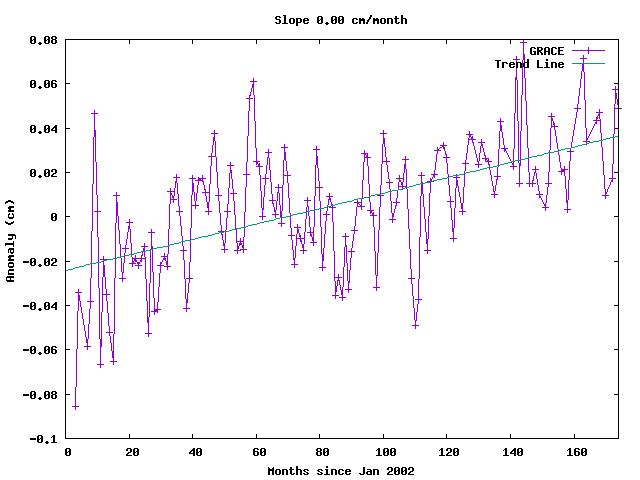 Slope 0.00 cm/month
0.08
GRACE
Trend Line
0.06
0.04
0.02
0
-0.02
-0.04
-0.06
-0.08
-0.1
Anomaly (cm)
0 20 40 60 80 100 120 140 160
Months since Jan 2002